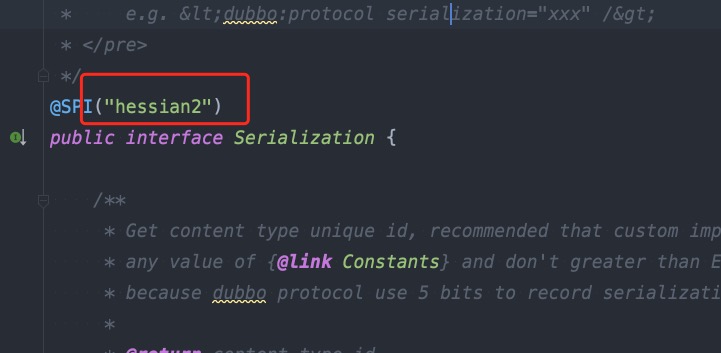 *     e.g. &lt;dubbo:protocol serialization="xxx" /&gt;
* </pre>
*/
@SPI("hessian2")
public interface Serialization {
/**
* Get content type unique id, recommended that custom imp
* any value of {@link Constants} and don't greater than E
* because dubbo protocol use 5 bits to record serializati
*
* @return content type id